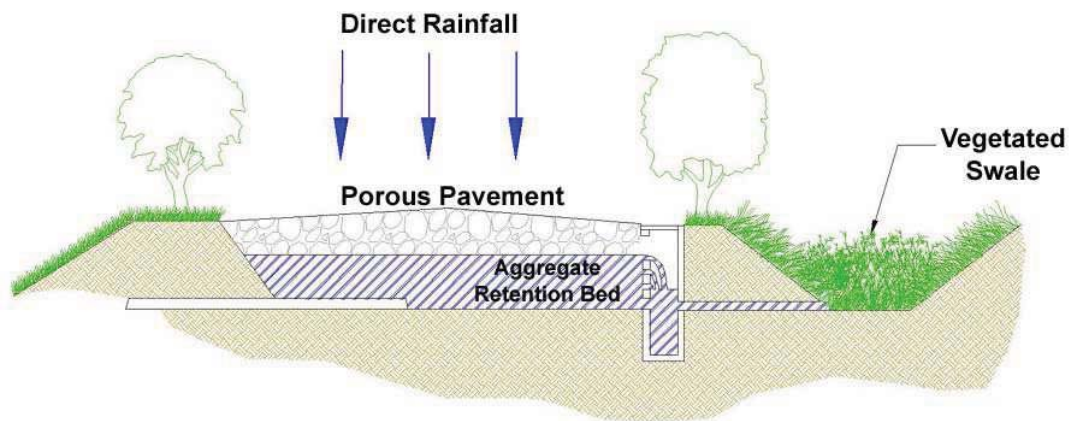 Direct Rainfall
Porous Pavement
Aggregate
Retention Bed
Vegetated
Swale